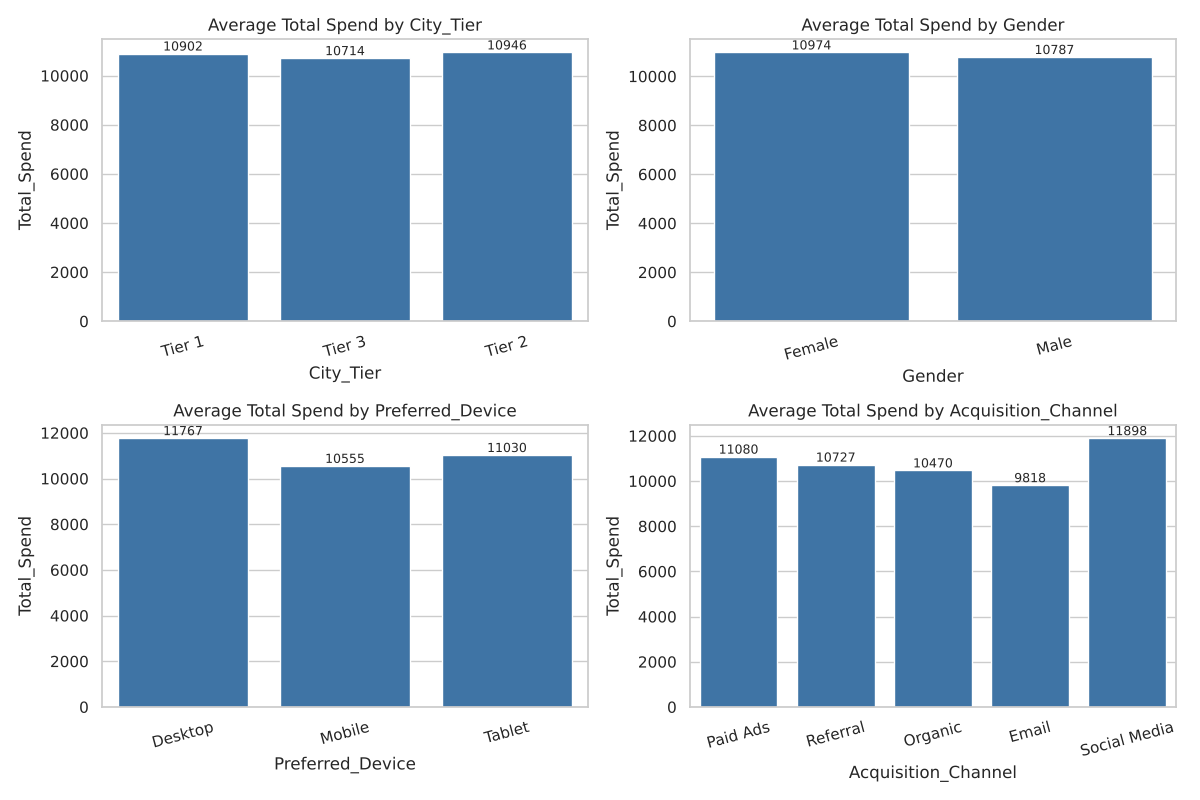 Average Total Spend by City_Tier
10902
10714
10946
10000
8000
6000
4000
2000
0
Total_Spend
Tier 1
Tier 3
Tier 2
City_Tier
Average Total Spend by Gender
10974
10787
10000
8000
6000
4000
2000
0
Total_Spend
Female
Male
Gender
Average Total Spend by Preferred_Device
11767
10555
11030
12000
10000
8000
6000
4000
2000
0
Total_Spend
Desktop
Mobile
Tablet
Preferred_Device
Average Total Spend by Acquisition_Channel
11080
10727
10470
9818
11898
12000
10000
8000
6000
4000
2000
0
Total_Spend
Paid Ads
Referral
Organic
Email
Social Media
Acquisition_Channel